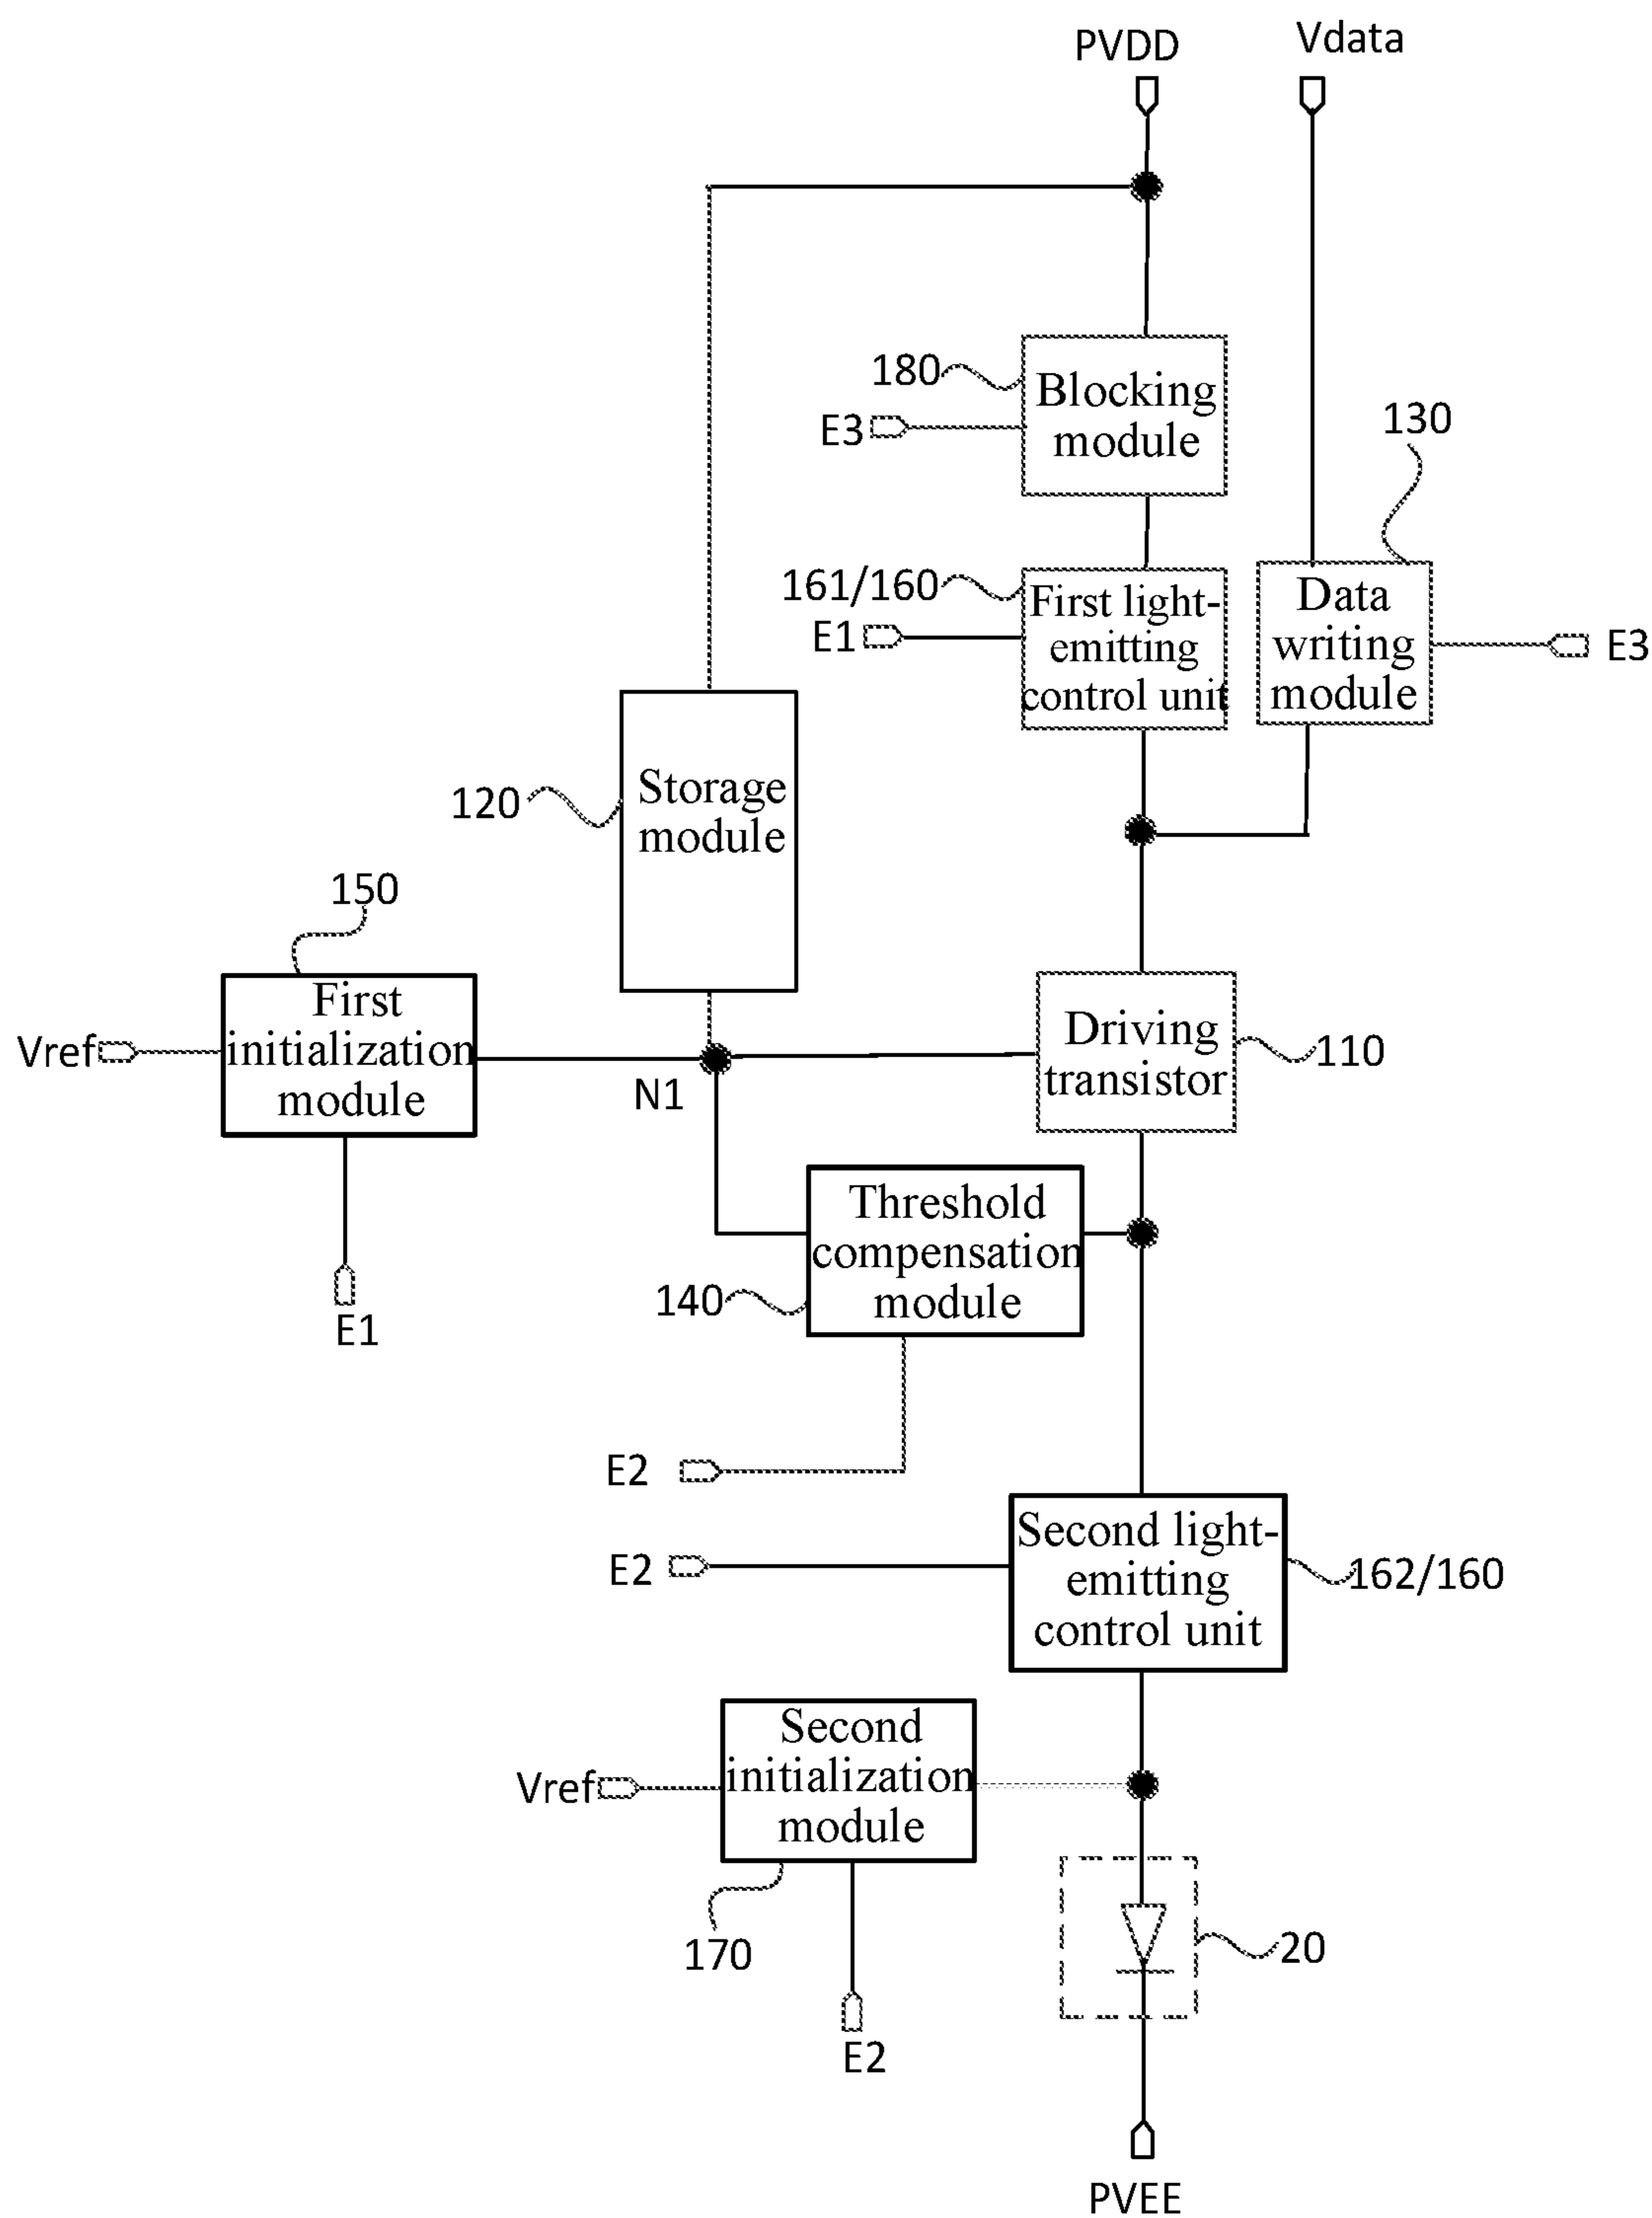 PVDD
Vdata
180
Blocking
module
E3
130
161/160
First light-
emitting
control unit
E1
Data
writing
module
E3
120
Storage
module
150
First
initialization
module
Vref
N1
Driving
transistor
110
E1
Threshold
compensation
module
140
E2
E2
Second light-
emitting
control unit
162/160
Second
initialization
module
Vref
170
20
E2
PVEE